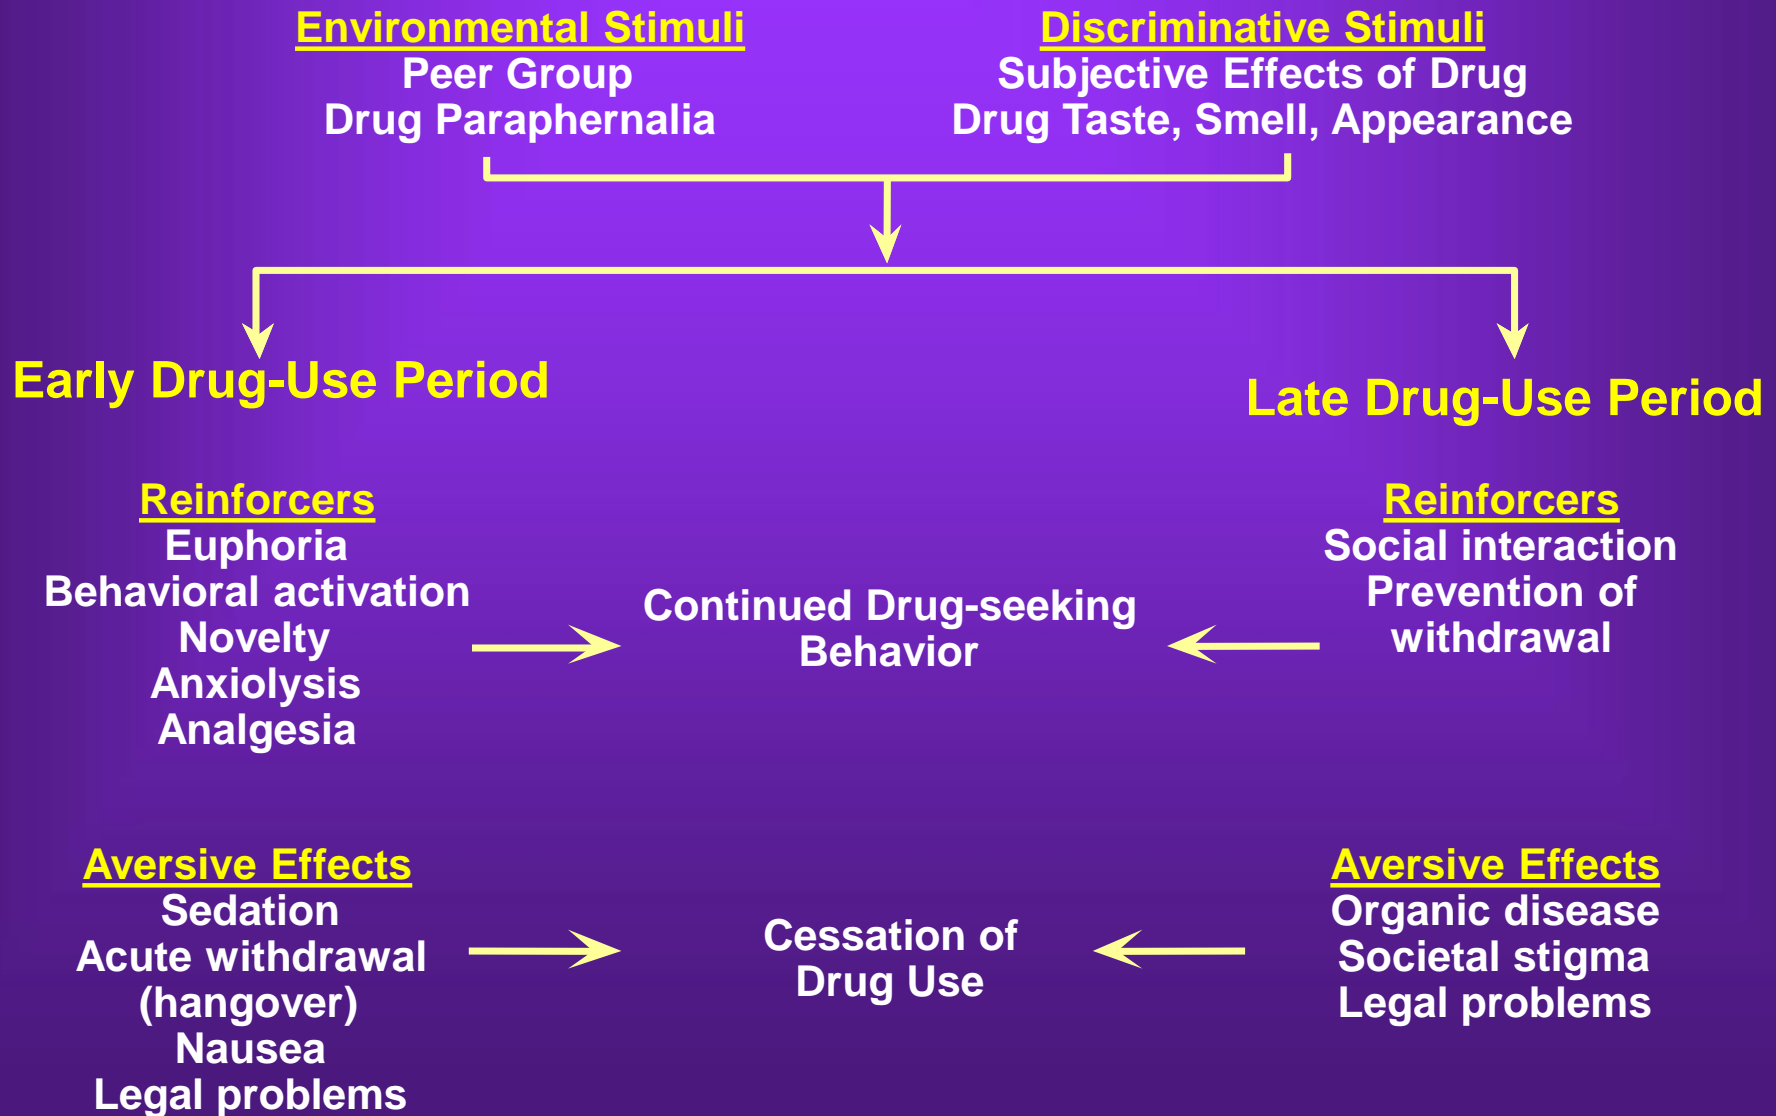 Environmental Stimuli
Peer Group
Drug Paraphernalia
Discriminative Stimuli
Subjective Effects of Drug
Drug Taste, Smell, Appearance
Early Drug-Use Period
Late Drug-Use Period
Reinforcers
Euphoria
Behavioral activation
Novelty
Anxiolysis
Analgesia
Continued Drug-seeking
Behavior
Reinforcers
Social interaction
Prevention of
withdrawal
Aversive Effects
Sedation
Acute withdrawal
(hangover)
Nausea
Legal problems
Cessation of
Drug Use
Aversive Effects
Organic disease
Societal stigma
Legal problems